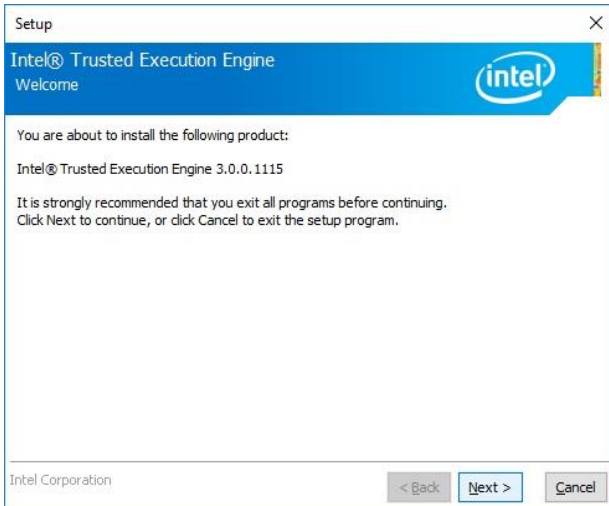 Setup
Intel® Trusted Execution Engine
Welcome
intel
You are about to install the following product:
Intel® Trusted Execution Engine 3.0.0.1115
It is strongly recommended that you exit all programs before continuing.
Click Next to continue, or click Cancel to exit the setup program.
Intel Corporation
< Back Next > Cancel